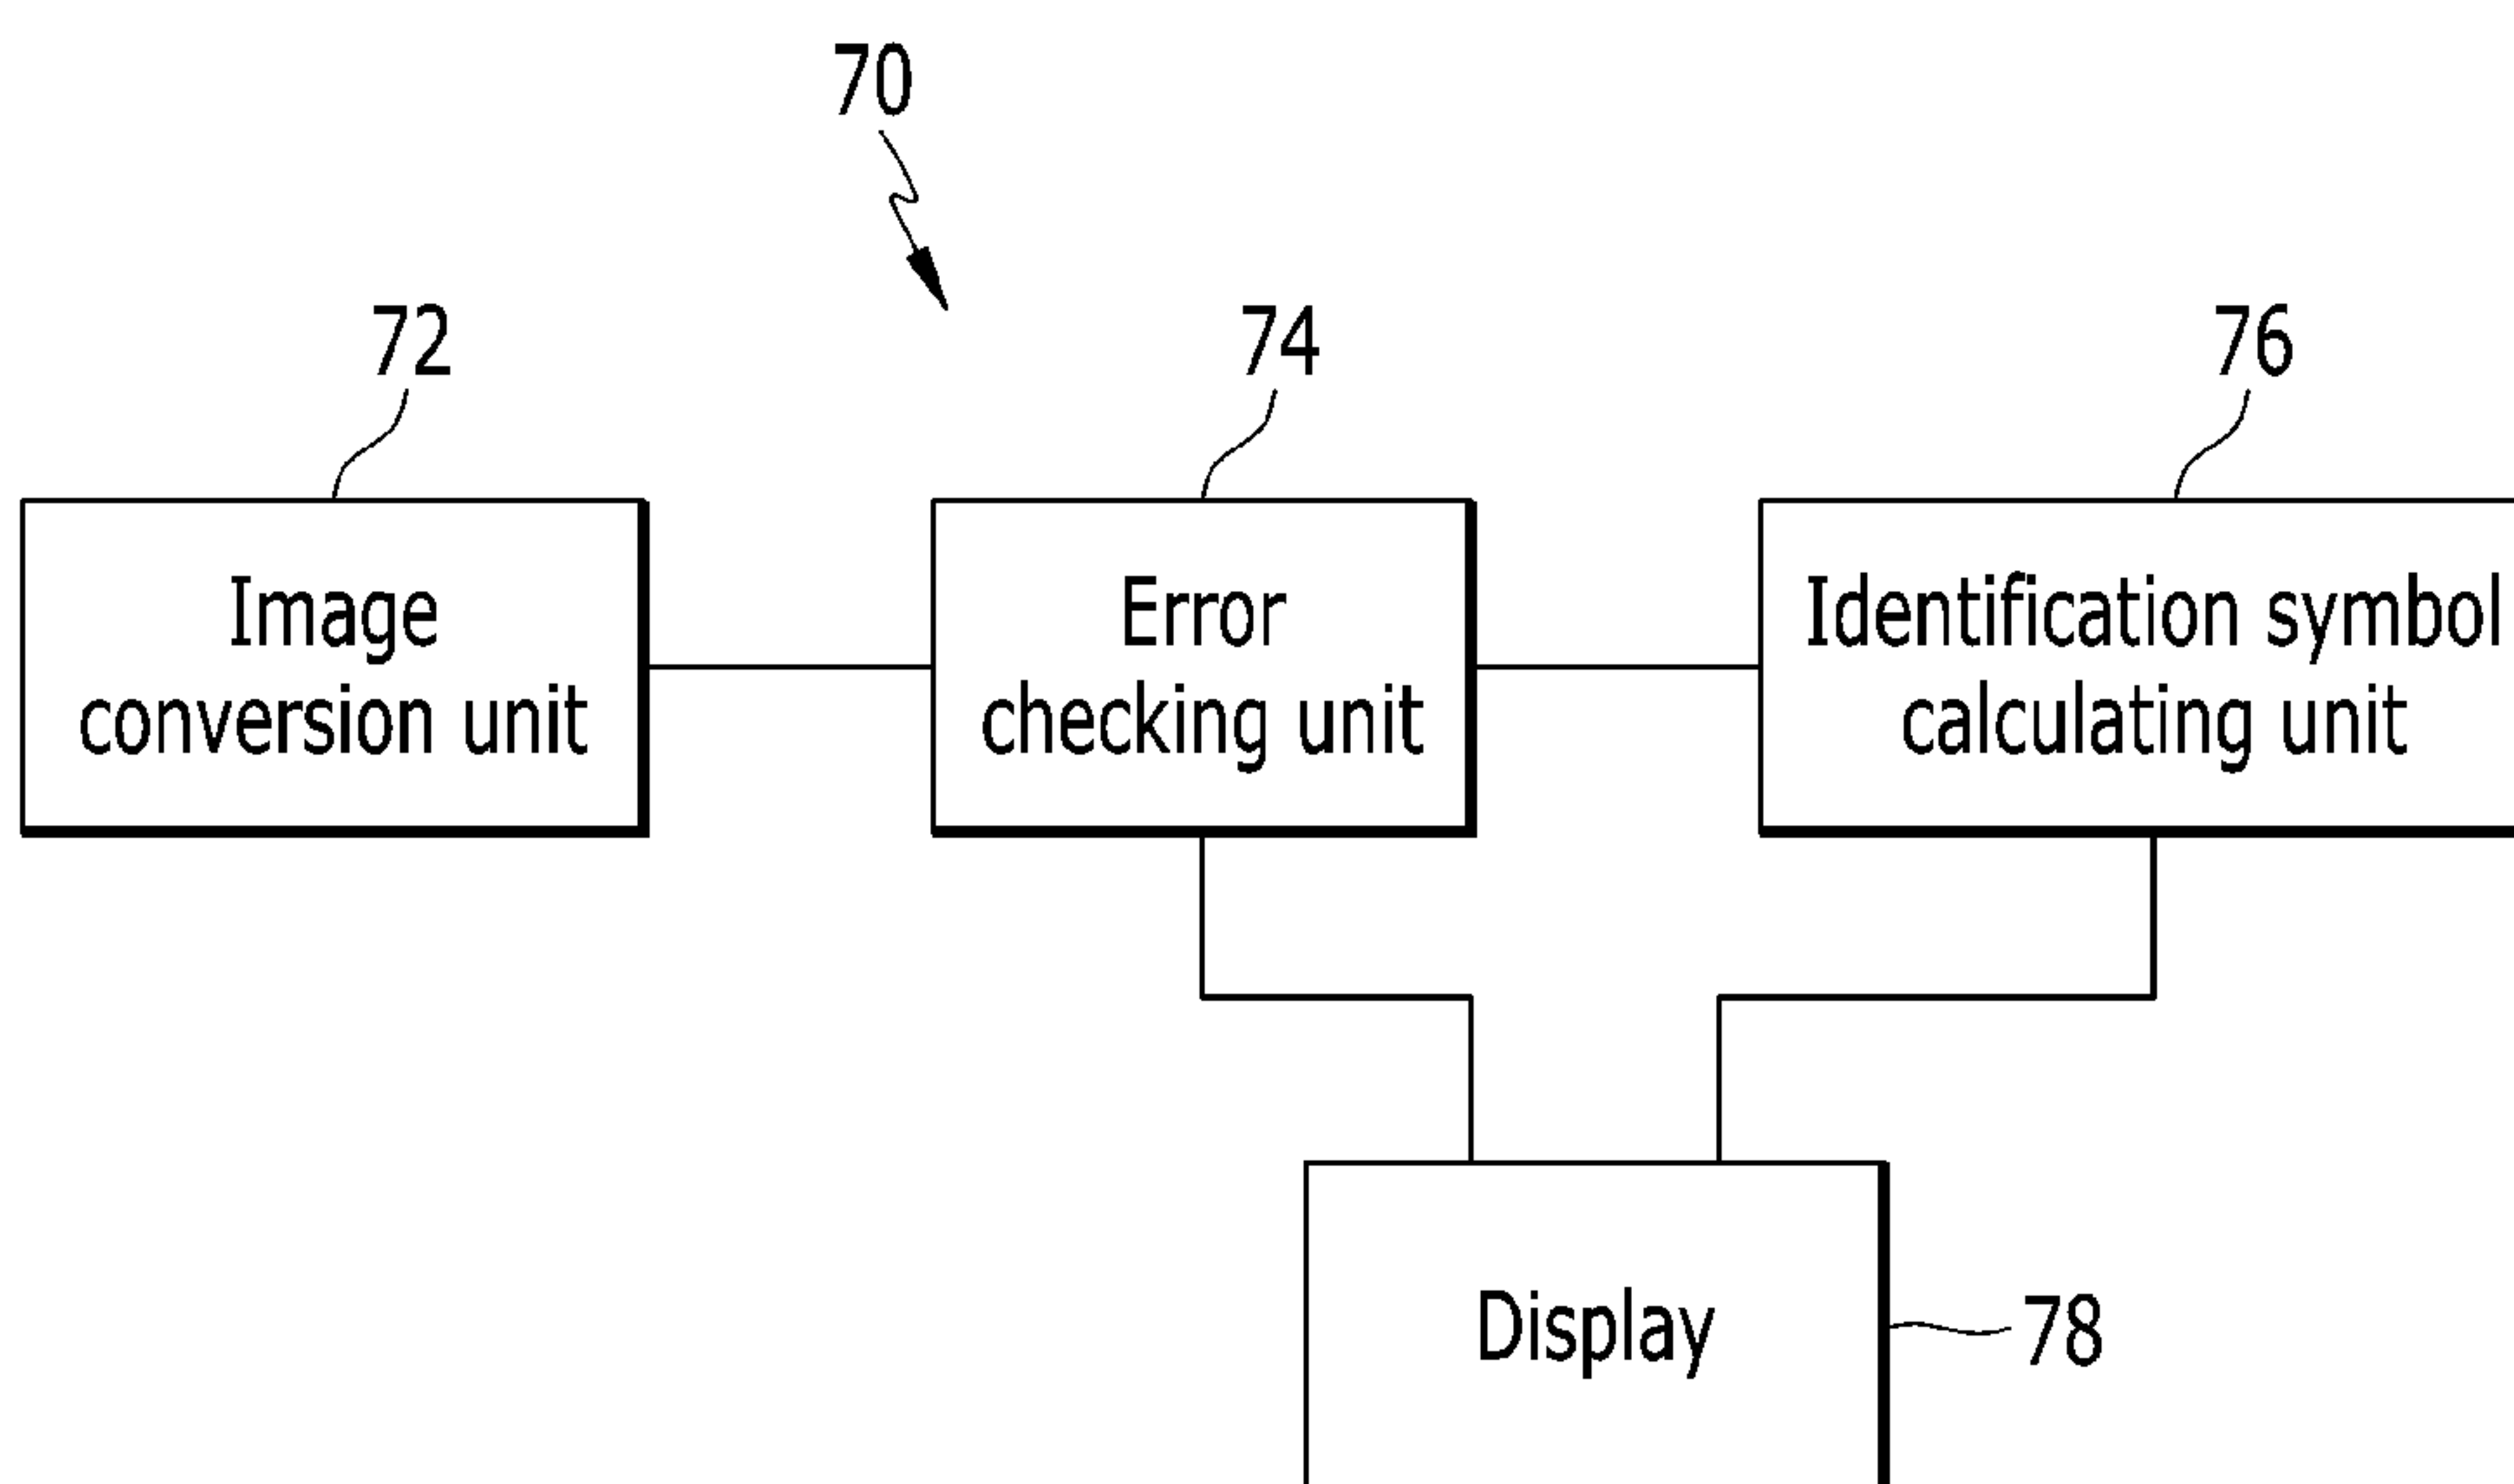 70
72
74
76
Image
conversion unit
Error
checking unit
Identification symbol
calculating unit
Display
78